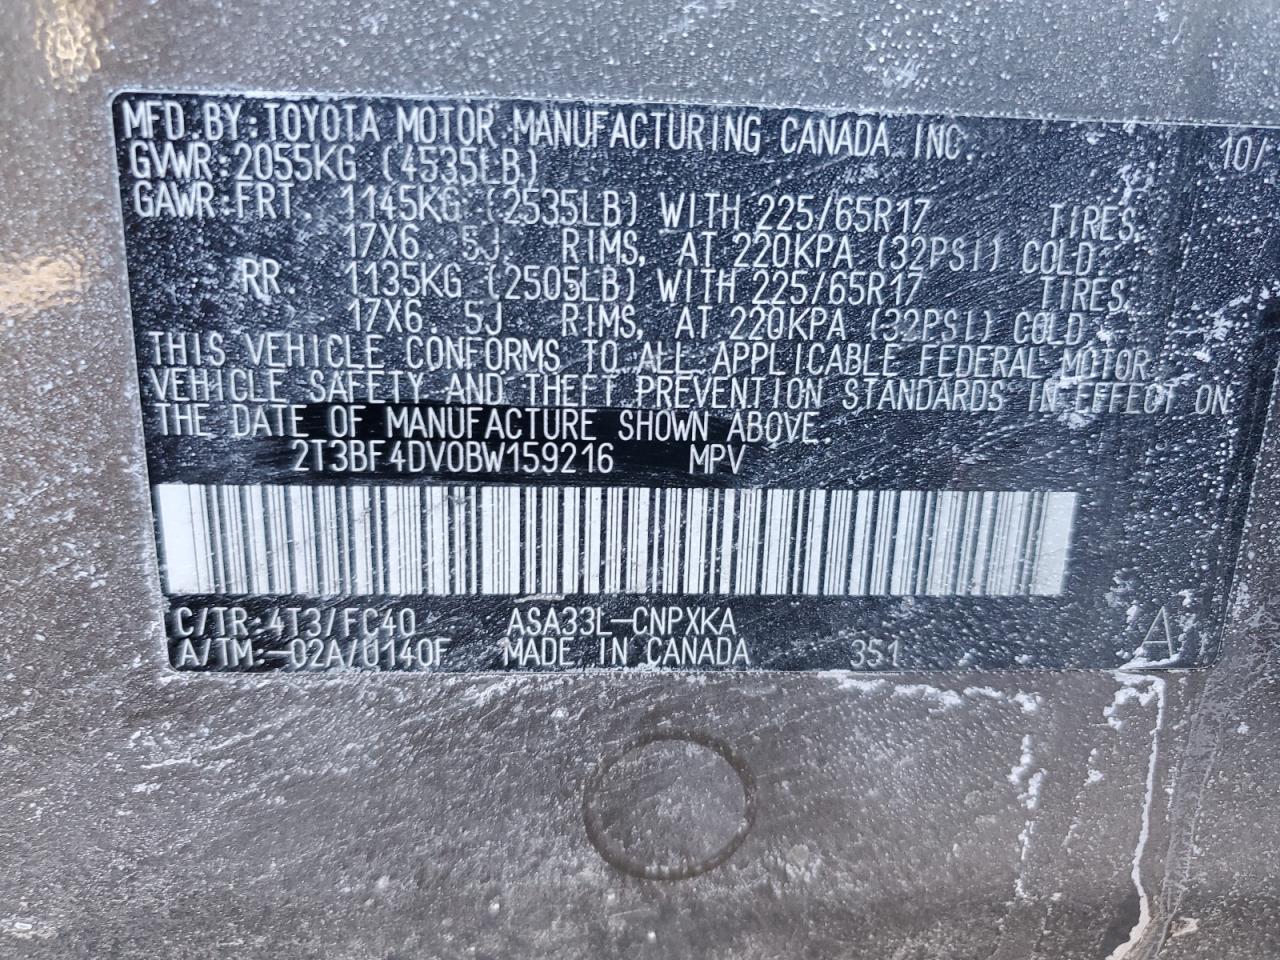 MFD. BY: TOYOTA MOTOR MANUFACTURING CANADA INC. 10/
GVWR: 2055KG (4535LB)
GAWR: FRT. 1145KG (2535LB) WITH 225/65R17 TIRES,
17X6. 5J RIMS, AT 220KPA (32PSI) COLD.
RR. 1135KG (2505LB) WITH 225/65R17 TIRES,
17X6. 5J RIMS, AT 220KPA (32PSI) COLD.
THIS VEHICLE CONFORMS TO ALL APPLICABLE FEDERAL MOTOR
VEHICLE SAFETY AND THEFT PREVENTION STANDARDS IN EFFECT ON
THE DATE OF MANUFACTURE SHOWN ABOVE.
2T3BF4DV0BW159216 MPV
C/TR: 4T3/FC40 ASA33L-CNPXKA
A/TM: -02A/U140F MADE IN CANADA 351 A